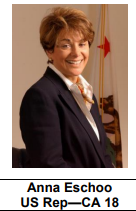 Anna Eschoo
US Rep—CA 18